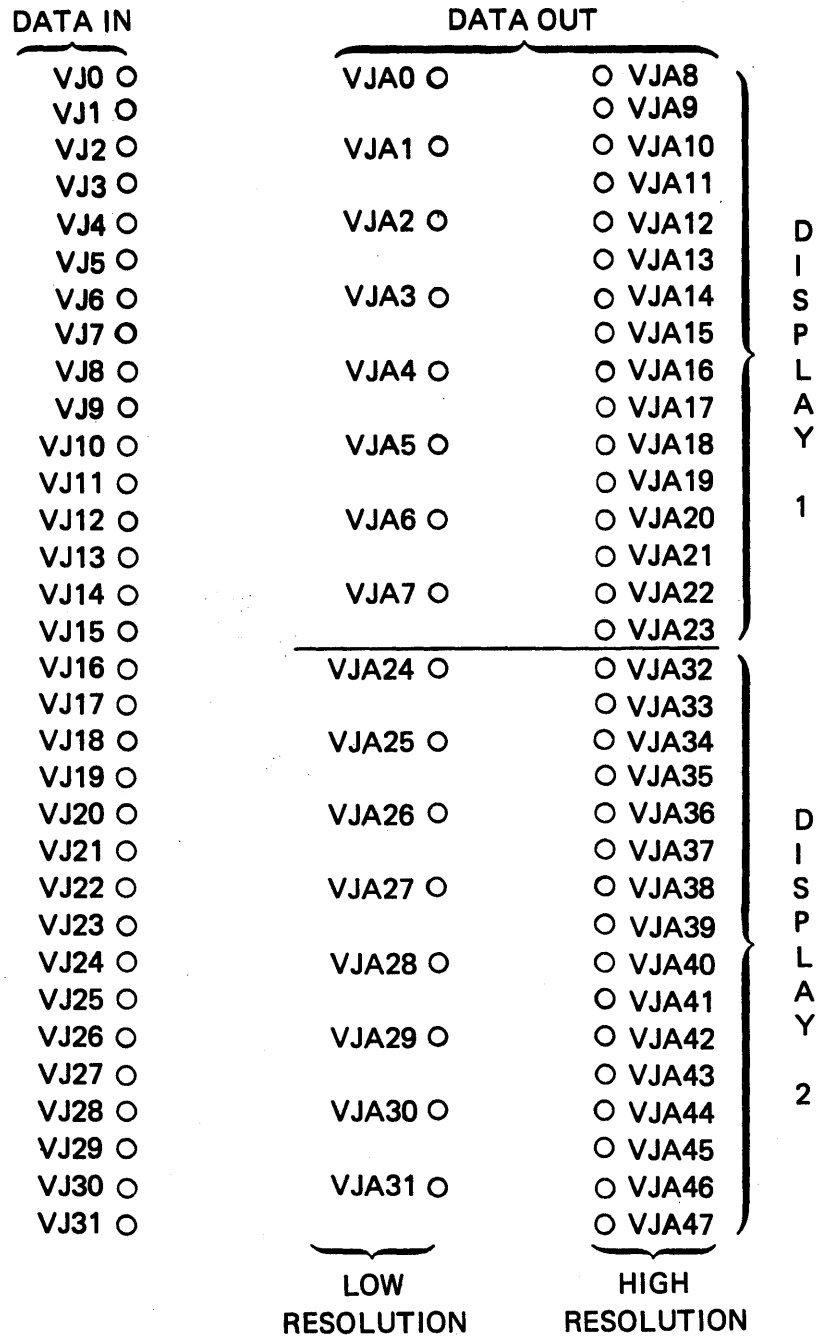 DATA IN DATA OUT
VJ0 VJA0 VJA8
VJ1 VJA9
VJ2 VJA1 VJA10
VJ3 VJA11
VJ4 VJA2 VJA12
VJ5 VJA13
VJ6 VJA3 VJA14
VJ7 VJA15
VJ8 VJA4 VJA16
VJ9 VJA17
VJ10 VJA5 VJA18
VJ11 VJA19
VJ12 VJA6 VJA20
VJ13 VJA21
VJ14 VJA7 VJA22
VJ15 VJA23
DISPLAY 1
VJ16 VJA24 VJA32
VJ17 VJA33
VJ18 VJA25 VJA34
VJ19 VJA35
VJ20 VJA26 VJA36
VJ21 VJA37
VJ22 VJA27 VJA38
VJ23 VJA39
VJ24 VJA28 VJA40
VJ25 VJA41
VJ26 VJA29 VJA42
VJ27 VJA43
VJ28 VJA30 VJA44
VJ29 VJA45
VJ30 VJA31 VJA46
VJ31 VJA47
DISPLAY 2
LOW HIGH
RESOLUTION RESOLUTION